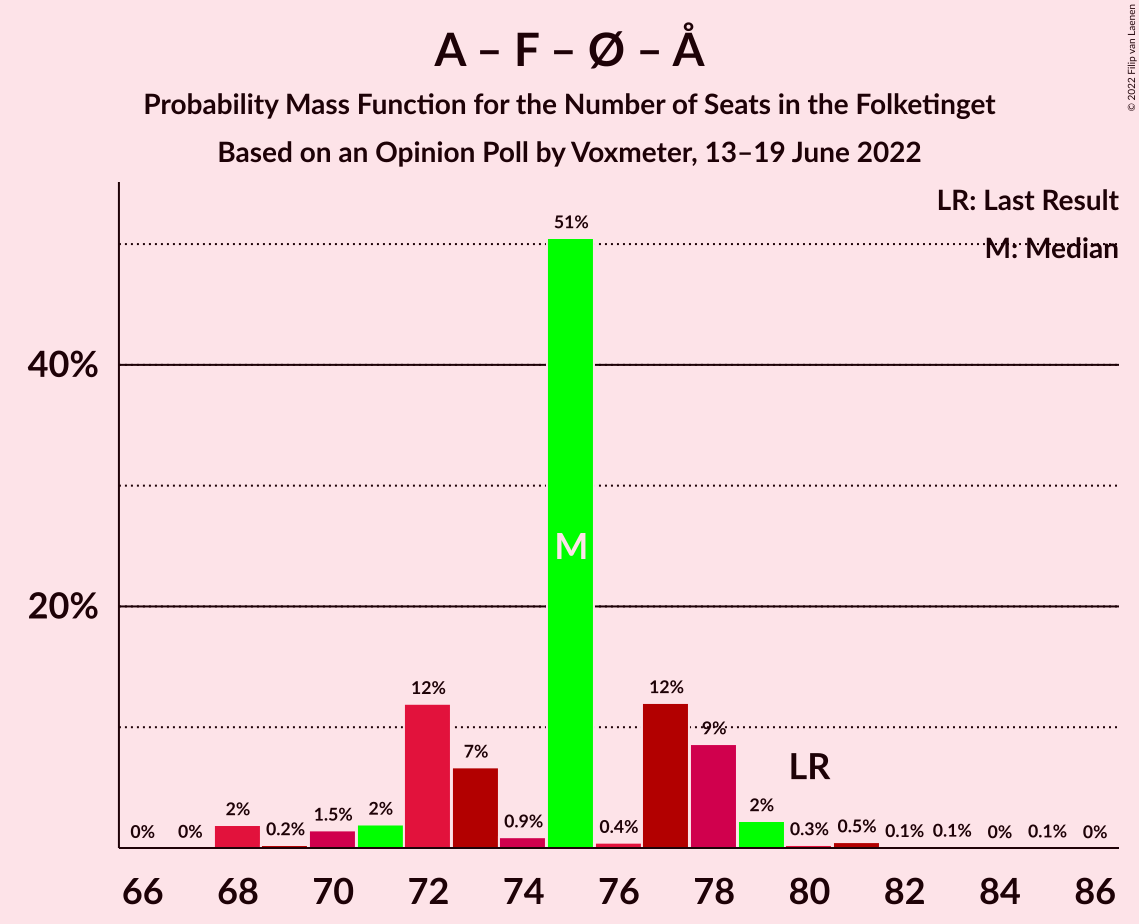 A – F – Ø – Å
Probability Mass Function for the Number of Seats in the Folketinget
Based on an Opinion Poll by Voxmeter, 13–19 June 2022
© 2022 Filip van Laenen
LR: Last Result
M: Median
51%
40%
20%
M
12%
7%
12%
9%
LR
0%
0%
2%
0.2%
1.5%
2%
0.9%
0.4%
2%
0.3%
0.5%
0.1%
0.1%
0%
0.1%
0%
66 68 70 72 74 76 78 80 82 84 86